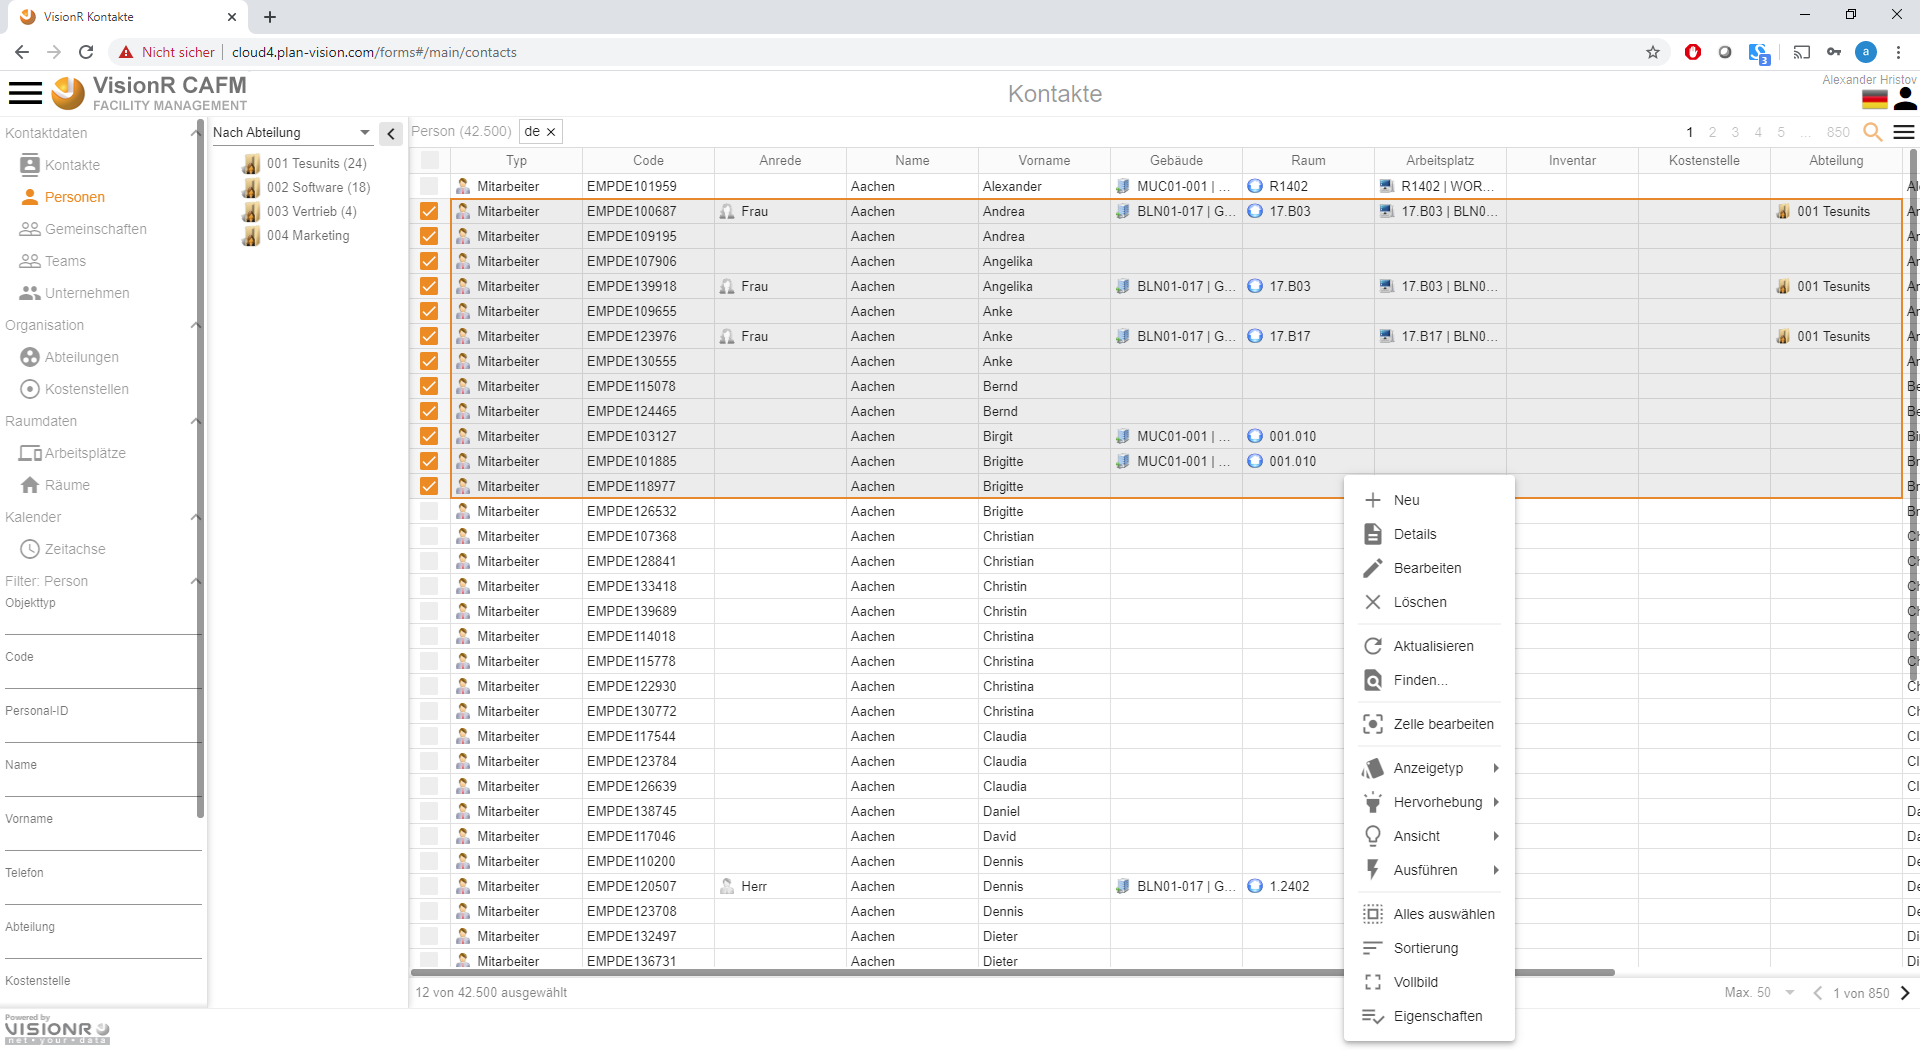 VisionR Kontakte
Nicht sicher
cloud4.plan-vision.com/forms#/main/contacts
3
a
VisionR CAFM
FACILITY MANAGEMENT
Kontakte
Alexander Hristov
Kontaktdaten
Kontakte
Personen
Gemeinschaften
Teams
Unternehmen
Organisation
Abteilungen
Kostenstellen
Raumdaten
Arbeitsplätze
Räume
Kalender
Zeitachse
Filter: Person
Objekttyp
Code
Personal-ID
Name
Vorname
Telefon
Abteilung
Kostenstelle
Nach Abteilung
001 Tesunits (24)
002 Software (18)
003 Vertrieb (4)
004 Marketing
Person (42.500) de
1 2 3 4 5 ... 850
Typ Code Anrede Name Vorname Gebäude Raum Arbeitsplatz Inventar Kostenstelle Abteilung
Mitarbeiter EMPDE101959 Aachen Alexander MUC01-001 | ... R1402 R1402 | WOR...
Mitarbeiter EMPDE100687 Frau Aachen Andrea BLN01-017 | G... 17.B03 17.B03 | BLN0... 001 Tesunits
Mitarbeiter EMPDE109195 Aachen Andrea
Mitarbeiter EMPDE107906 Aachen Angelika
Mitarbeiter EMPDE139918 Frau Aachen Angelika BLN01-017 | G... 17.B03 17.B03 | BLN0... 001 Tesunits
Mitarbeiter EMPDE109655 Aachen Anke
Mitarbeiter EMPDE123976 Frau Aachen Anke BLN01-017 | G... 17.B17 17.B17 | BLN0... 001 Tesunits
Mitarbeiter EMPDE130555 Aachen Anke
Mitarbeiter EMPDE115078 Aachen Bernd
Mitarbeiter EMPDE124465 Aachen Bernd
Mitarbeiter EMPDE103127 Aachen Birgit MUC01-001 | ... 001.010
Mitarbeiter EMPDE101885 Aachen Brigitte MUC01-001 | ... 001.010
Mitarbeiter EMPDE118977 Aachen Brigitte
Mitarbeiter EMPDE126532 Aachen Brigitte
Mitarbeiter EMPDE107368 Aachen Christian
Mitarbeiter EMPDE128841 Aachen Christian
Mitarbeiter EMPDE133418 Aachen Christin
Mitarbeiter EMPDE139689 Aachen Christin
Mitarbeiter EMPDE114018 Aachen Christina
Mitarbeiter EMPDE115778 Aachen Christina
Mitarbeiter EMPDE122930 Aachen Christina
Mitarbeiter EMPDE130772 Aachen Christina
Mitarbeiter EMPDE117544 Aachen Claudia
Mitarbeiter EMPDE123784 Aachen Claudia
Mitarbeiter EMPDE126639 Aachen Claudia
Mitarbeiter EMPDE138745 Aachen Daniel
Mitarbeiter EMPDE117046 Aachen David
Mitarbeiter EMPDE110200 Aachen Dennis
Mitarbeiter EMPDE120507 Herr Aachen Dennis BLN01-017 | G... 1.2402
Mitarbeiter EMPDE123708 Aachen Dennis
Mitarbeiter EMPDE132497 Aachen Dieter
Mitarbeiter EMPDE136731 Aachen Dieter
Neu
Details
Bearbeiten
Löschen
Aktualisieren
Finden...
Zelle bearbeiten
Anzeigetyp
Hervorhebung
Ansicht
Ausführen
Alles auswählen
Sortierung
Vollbild
Eigenschaften
12 von 42.500 ausgewählt
Max. 50
1 von 850
Powered by
VISIONR
net • your • data